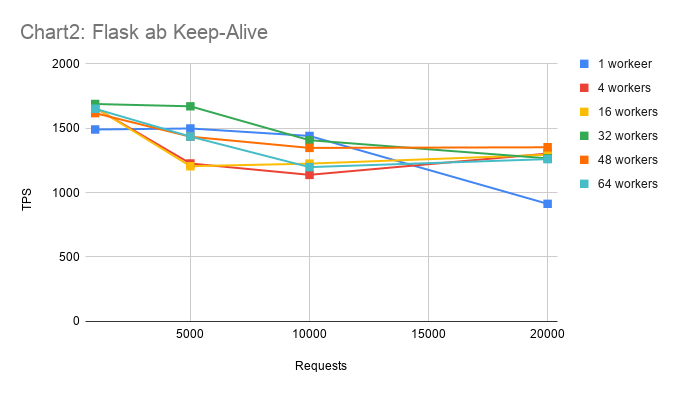 Chart2: Flask ab Keep-Alive
2000
1500
1000
500
0
TPS
5000
10000
15000
20000
Requests
1 workeer
4 workers
16 workers
32 workers
48 workers
64 workers